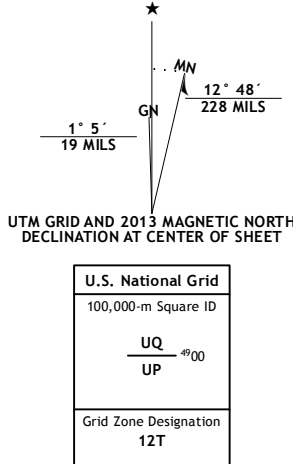 MN
GN
12° 48´
228 MILS
1° 5´
19 MILS
UTM GRID AND 2013 MAGNETIC NORTH
DECLINATION AT CENTER OF SHEET
U.S. National Grid
100,000-m Square ID
UQ
4900
UP
Grid Zone Designation
12T